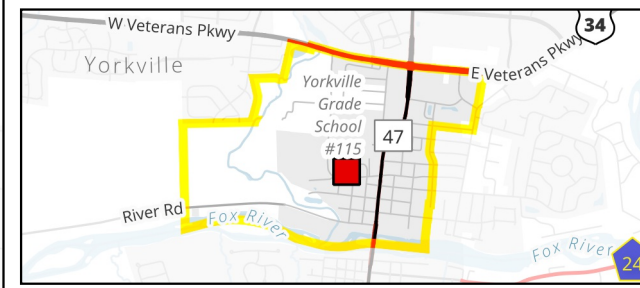 W Veterans Pkwy
34
E Veterans Pkwy
Yorkville
Yorkville
Grade
School
#115
47
River Rd
Fox River
Fox River
24